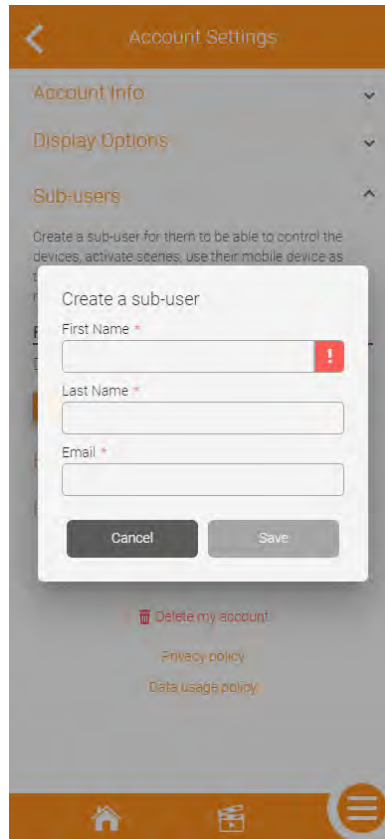 Account Settings
Account Info
Display Options
Sub-users
Create a sub-user for them to be able to control the
devices, activate scenes, use their mobile device as
Create a sub-user
First Name *
!
Last Name *
Email *
Cancel
Save
Delete my account
Privacy policy
Data usage policy